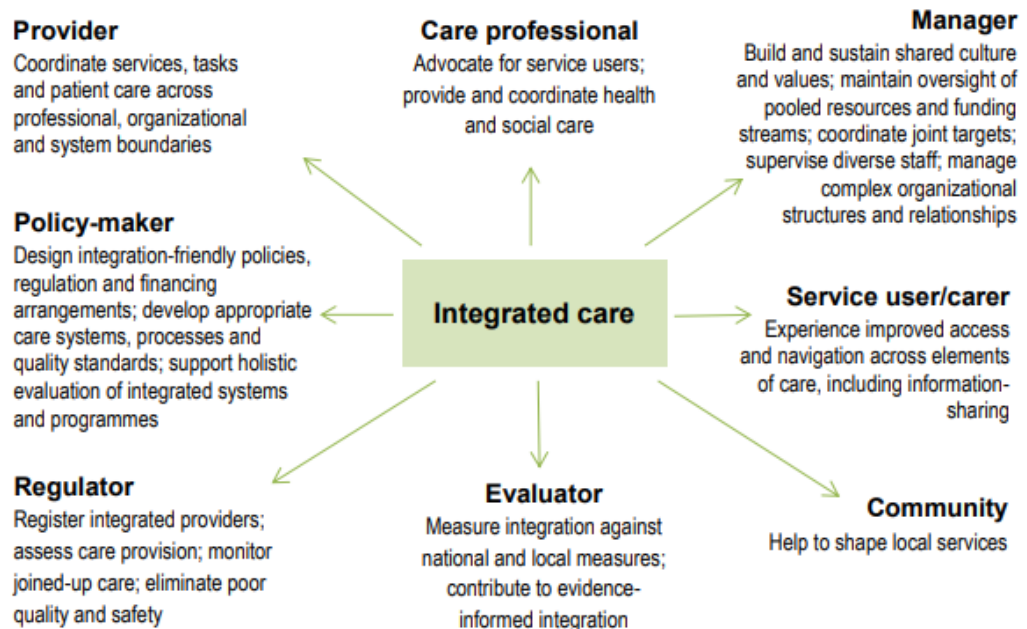 Provider
Coordinate services, tasks
and patient care across
professional, organizational
and system boundaries
Care professional
Advocate for service users;
provide and coordinate health
and social care
Manager
Build and sustain shared culture
and values; maintain oversight of
pooled resources and funding
streams; coordinate joint targets;
supervise diverse staff; manage
complex organizational
structures and relationships
Policy-maker
Design integration-friendly policies,
regulation and financing
arrangements; develop appropriate
care systems, processes and
quality standards; support holistic
evaluation of integrated systems
and programmes
Integrated care
Service user/carer
Experience improved access
and navigation across elements
of care, including information-
sharing
Regulator
Register integrated providers;
assess care provision; monitor
joined-up care; eliminate poor
quality and safety
Evaluator
Measure integration against
national and local measures;
contribute to evidence-
informed integration
Community
Help to shape local services